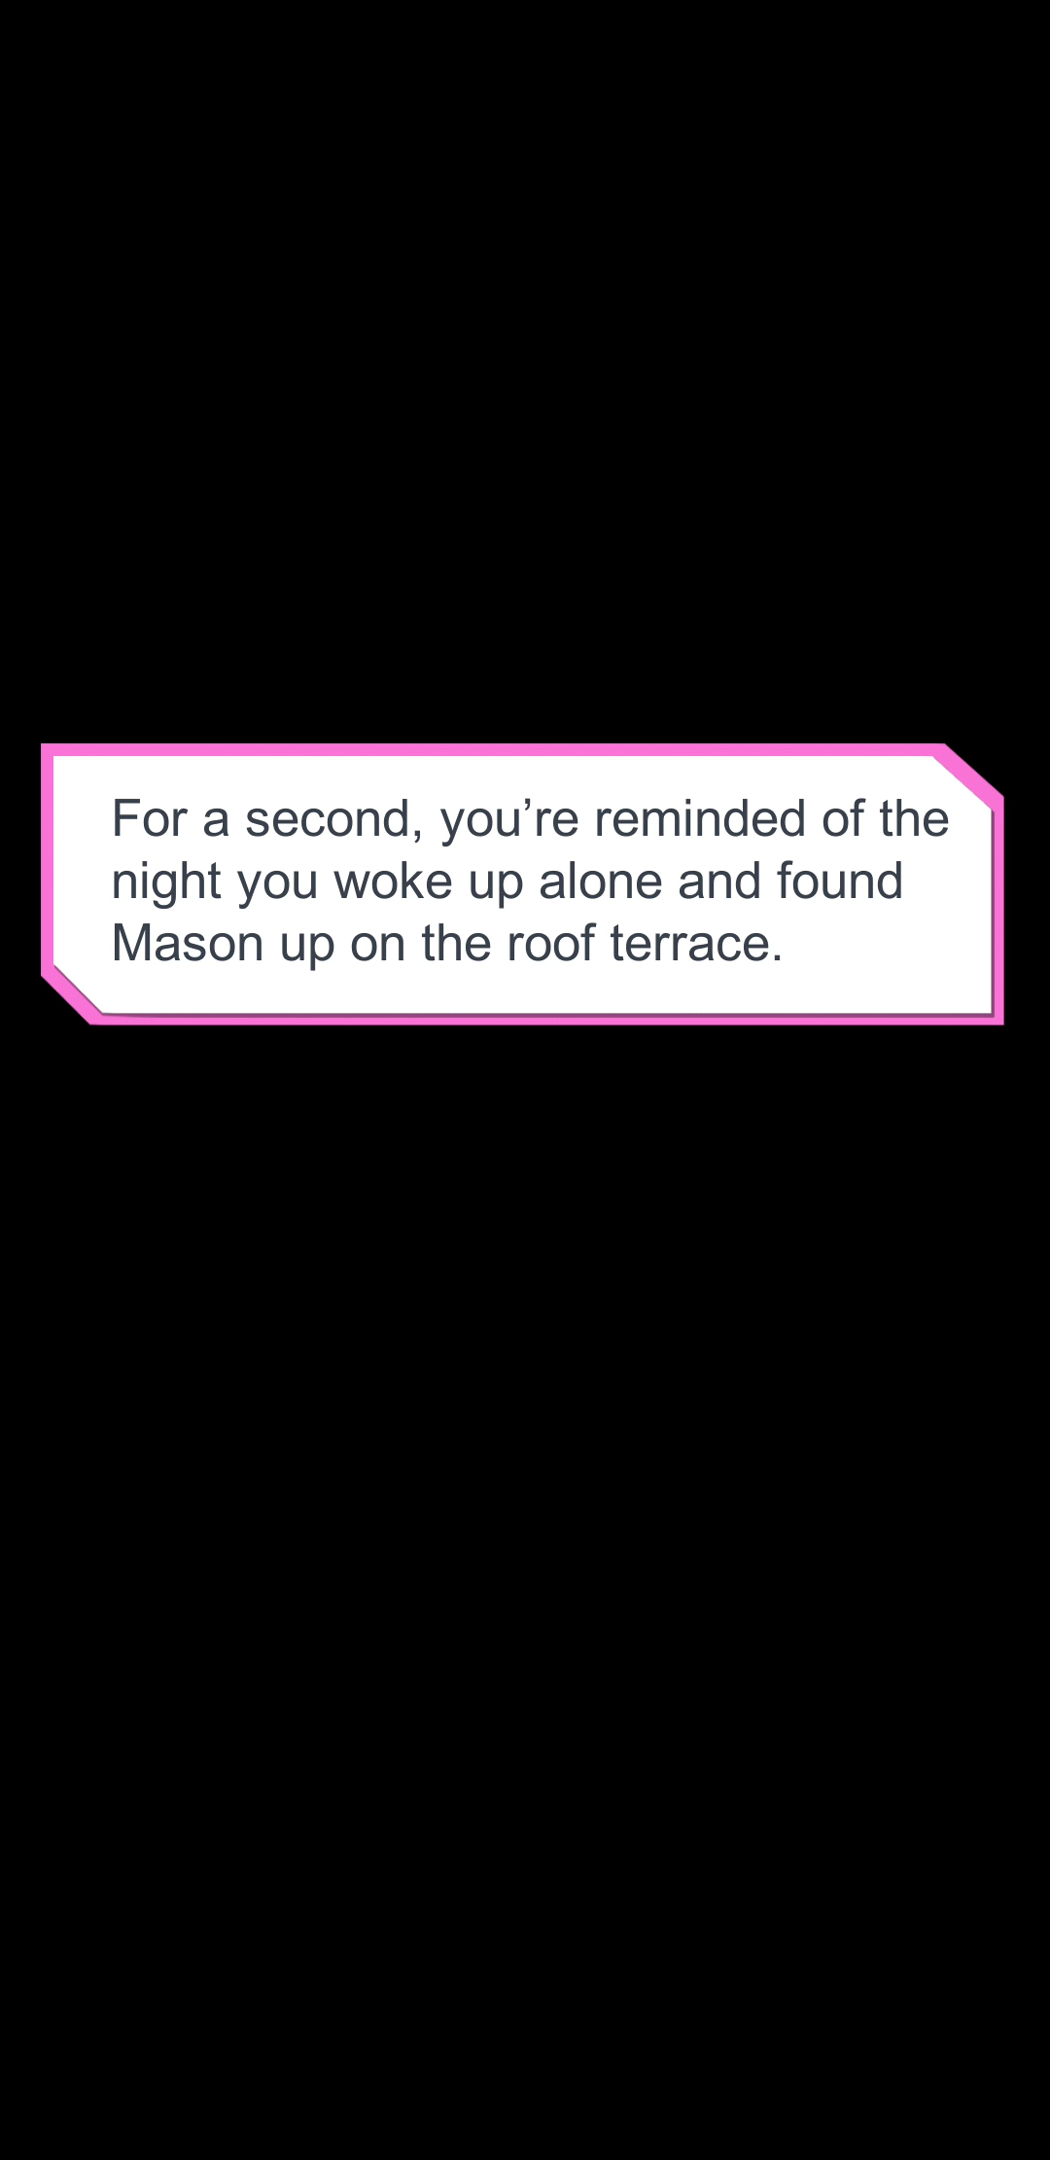 For a second, you’re reminded of the
night you woke up alone and found
Mason up on the roof terrace.